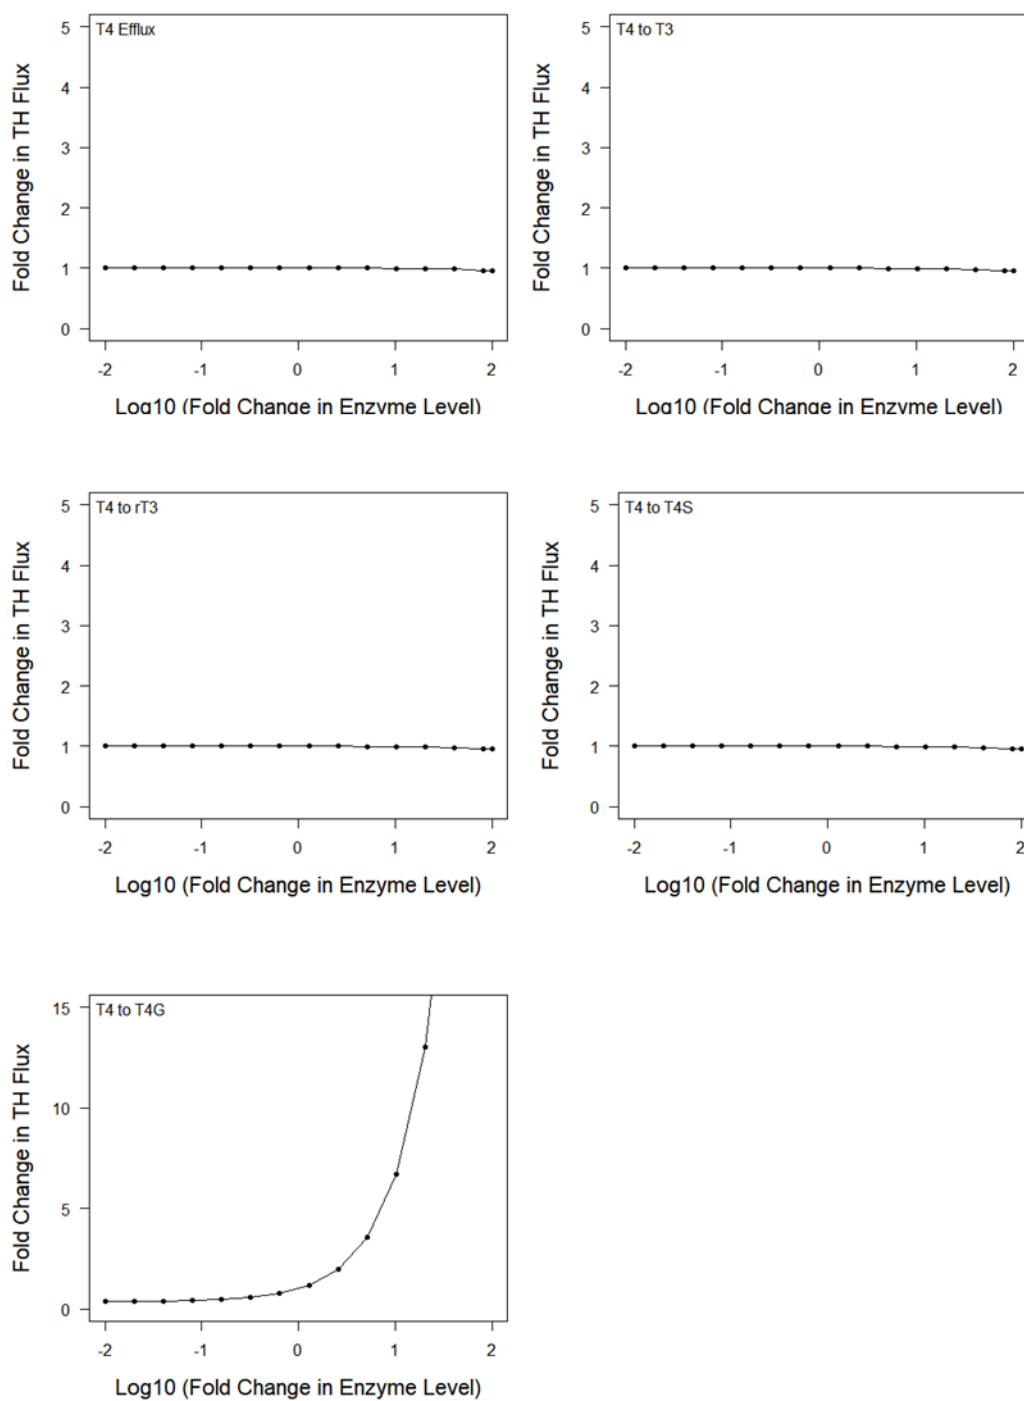 T4 Efflux
5
4
3
2
1
0
Fold Change in TH Flux
-2 -1 0 1 2
Log10 (Fold Change in Enzyme Level)
T4 to T3
5
4
3
2
1
0
Fold Change in TH Flux
-2 -1 0 1 2
Log10 (Fold Change in Enzyme Level)
T4 to rT3
5
4
3
2
1
0
Fold Change in TH Flux
-2 -1 0 1 2
Log10 (Fold Change in Enzyme Level)
T4 to T4S
5
4
3
2
1
0
Fold Change in TH Flux
-2 -1 0 1 2
Log10 (Fold Change in Enzyme Level)
T4 to T4G
15
10
5
0
Fold Change in TH Flux
-2 -1 0 1 2
Log10 (Fold Change in Enzyme Level)